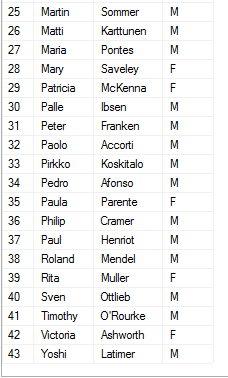 25 Martin Sommer M
26 Matti Karttunen M
27 Maria Pontes M
28 Mary Saveley F
29 Patricia McKenna F
30 Palle Ibsen M
31 Peter Franken M
32 Paolo Accorti M
33 Pirkko Koskitalo M
34 Pedro Afonso M
35 Paula Parente F
36 Philip Cramer M
37 Paul Henriot M
38 Roland Mendel M
39 Rita Muller F
40 Sven Ottlieb M
41 Timothy O'Rourke M
42 Victoria Ashworth F
43 Yoshi Latimer M